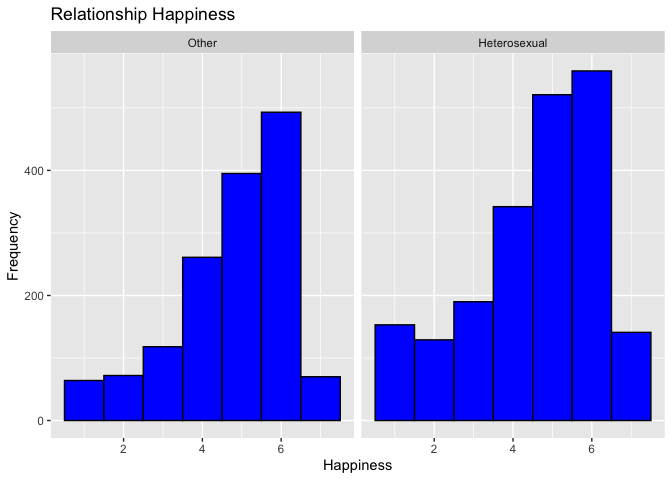 Relationship Happiness
Other Heterosexual
400
200
0
2 4 6 2 4 6
Happiness
Frequency